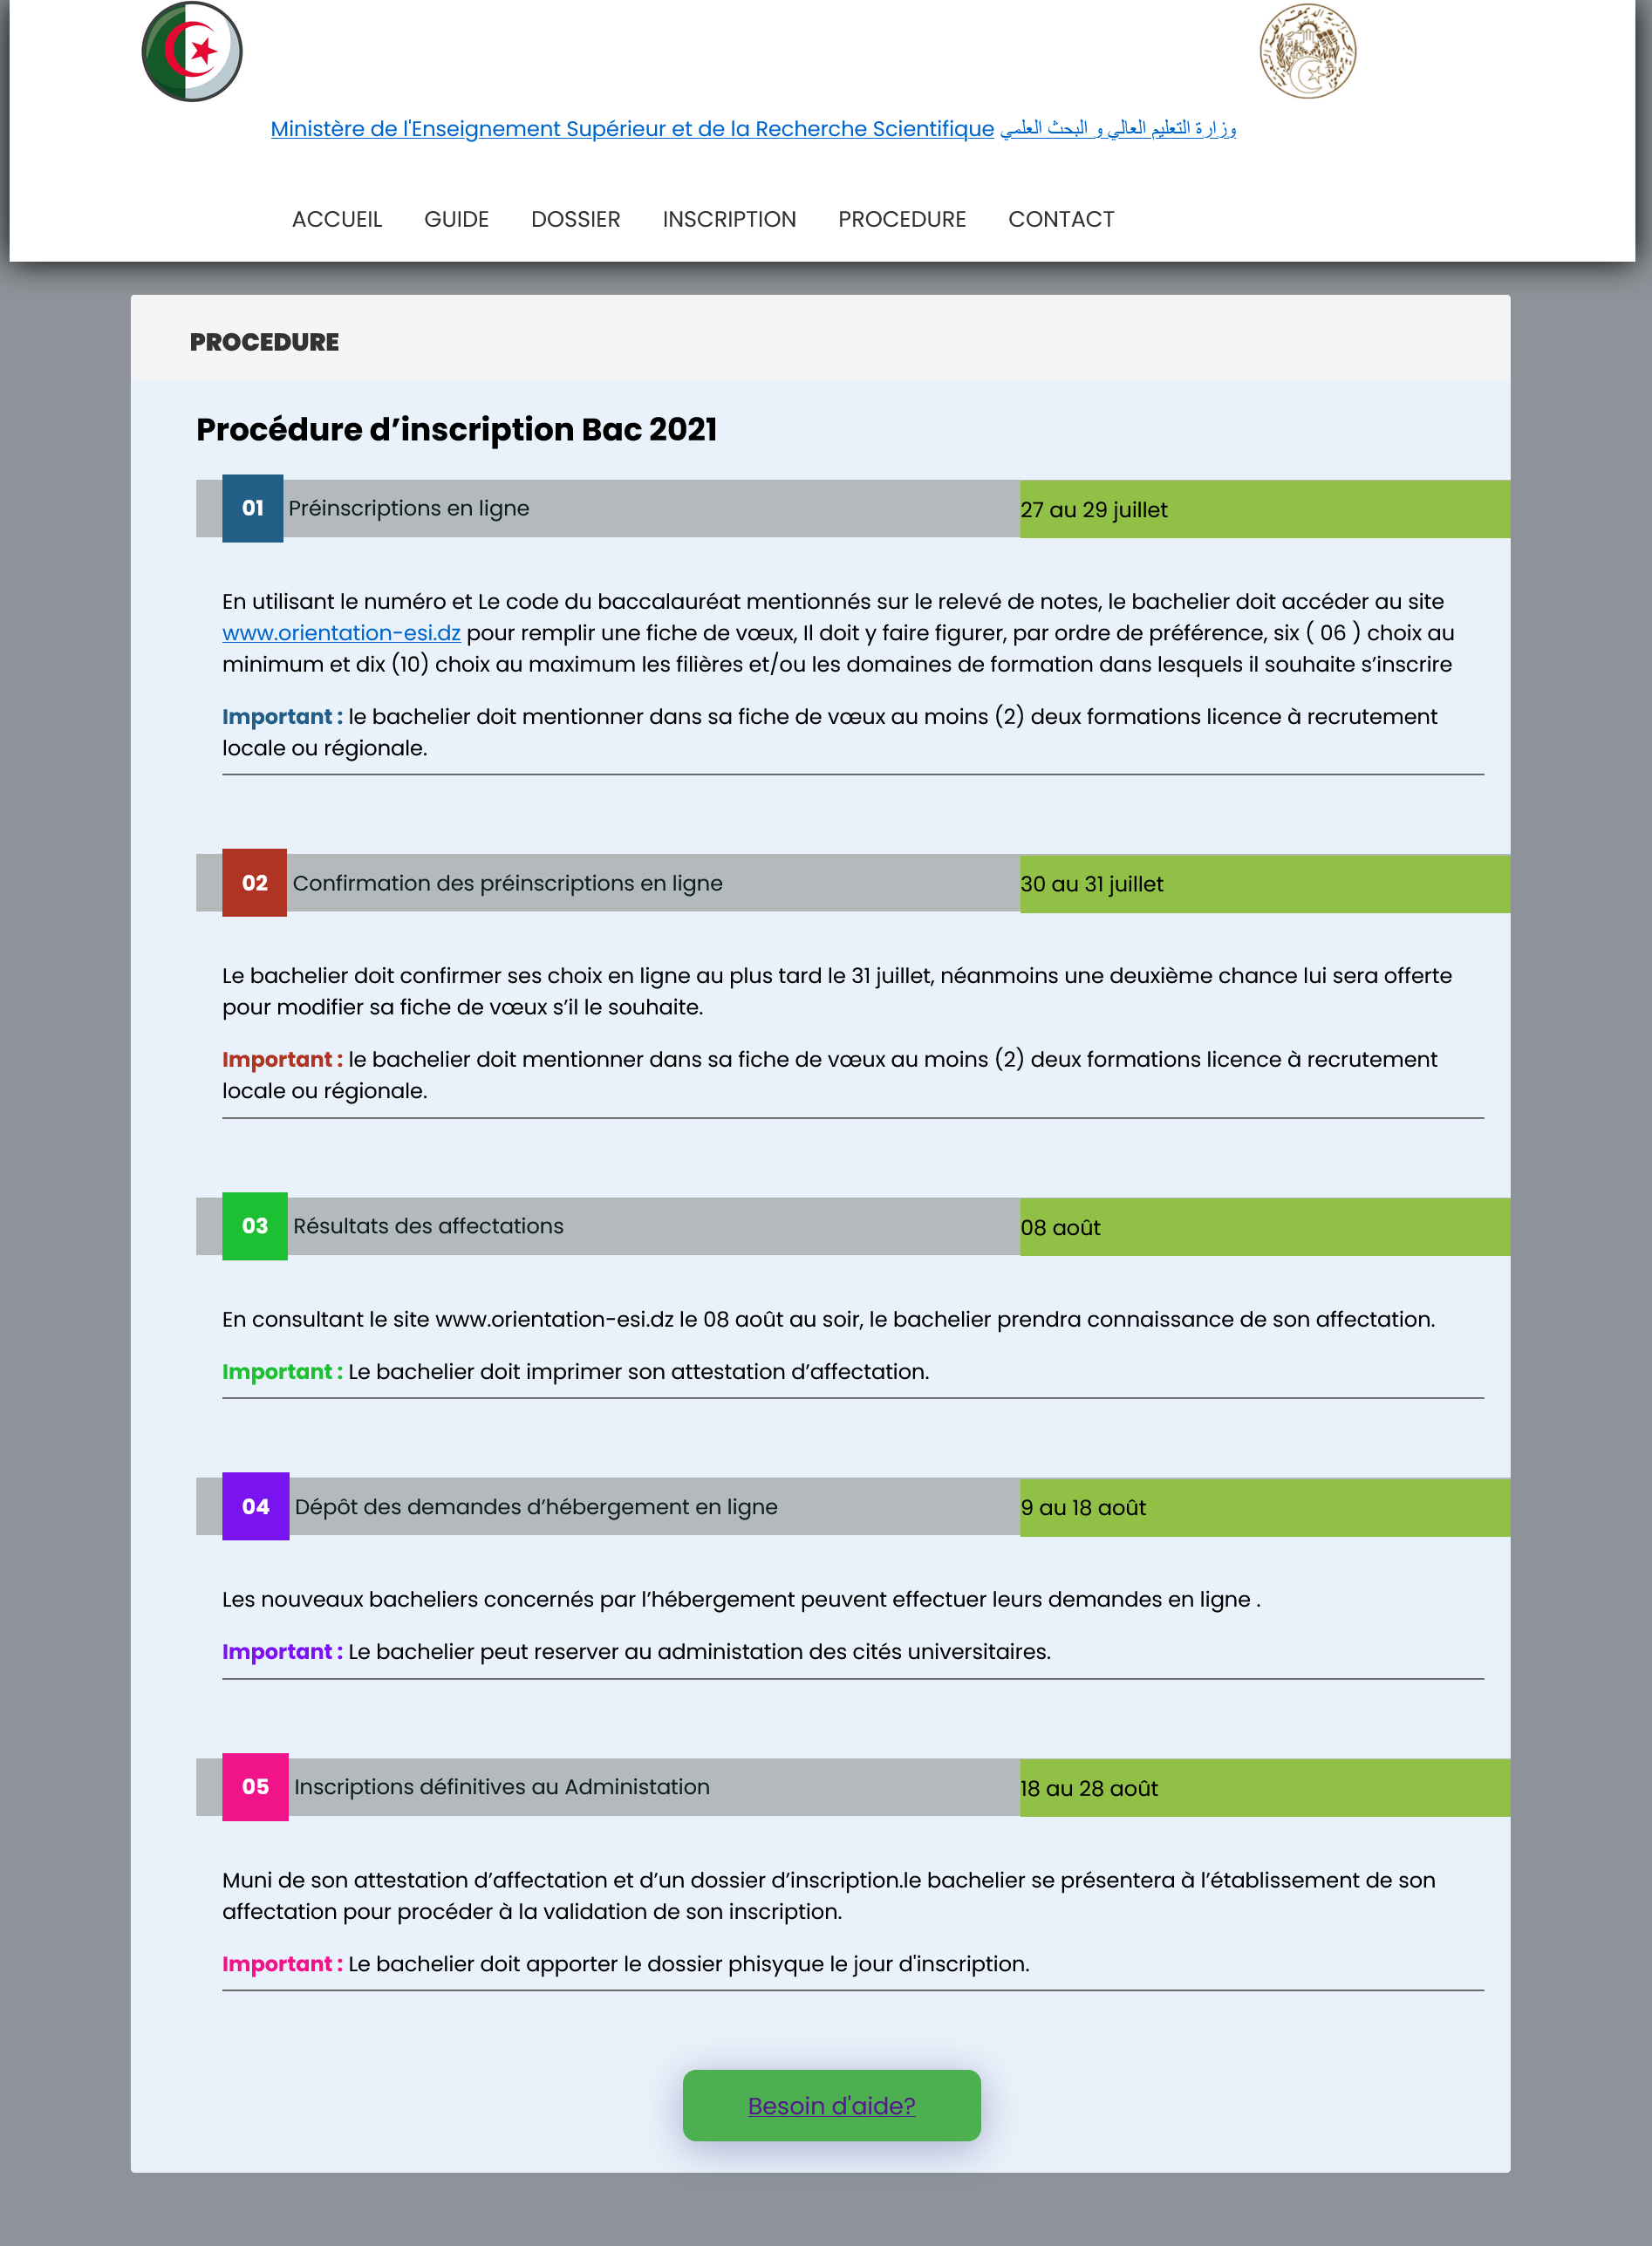 Ministère de l'Enseignement Supérieur et de la Recherche Scientifique وزارة التعليم العالي و البحث العلمي
ACCUEIL GUIDE DOSSIER INSCRIPTION PROCEDURE CONTACT
PROCEDURE
Procédure d’inscription Bac 2021
01 Préinscriptions en ligne 27 au 29 juillet
En utilisant le numéro et Le code du baccalauréat mentionnés sur le relevé de notes, le bachelier doit accéder au site
www.orientation-esi.dz pour remplir une fiche de vœux, Il doit y faire figurer, par ordre de préférence, six ( 06 ) choix au
minimum et dix (10) choix au maximum les filières et/ou les domaines de formation dans lesquels il souhaite s’inscrire
Important : le bachelier doit mentionner dans sa fiche de vœux au moins (2) deux formations licence à recrutement
locale ou régionale.
02 Confirmation des préinscriptions en ligne 30 au 31 juillet
Le bachelier doit confirmer ses choix en ligne au plus tard le 31 juillet, néanmoins une deuxième chance lui sera offerte
pour modifier sa fiche de vœux s’il le souhaite.
Important : le bachelier doit mentionner dans sa fiche de vœux au moins (2) deux formations licence à recrutement
locale ou régionale.
03 Résultats des affectations 08 août
En consultant le site www.orientation-esi.dz le 08 août au soir, le bachelier prendra connaissance de son affectation.
Important : Le bachelier doit imprimer son attestation d’affectation.
04 Dépôt des demandes d’hébergement en ligne 9 au 18 août
Les nouveaux bacheliers concernés par l’hébergement peuvent effectuer leurs demandes en ligne .
Important : Le bachelier peut reserver au administation des cités universitaires.
05 Inscriptions définitives au Administation 18 au 28 août
Muni de son attestation d’affectation et d’un dossier d’inscription.le bachelier se présentera à l’établissement de son
affectation pour procéder à la validation de son inscription.
Important : Le bachelier doit apporter le dossier phisyque le jour d'inscription.
Besoin d'aide?